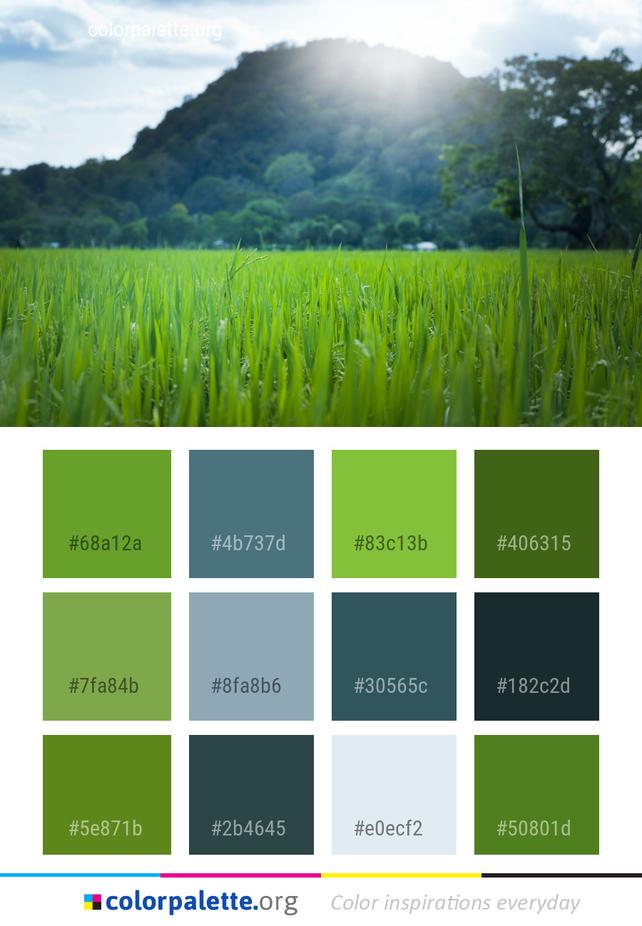 colorpalette.org
#68a12a #4b737d #83c13b #406315
#7fa84b #8fa8b6 #30565c #182c2d
#5e871b #2b4645 #e0ecf2 #50801d
colorpalette.org Color inspirations everyday